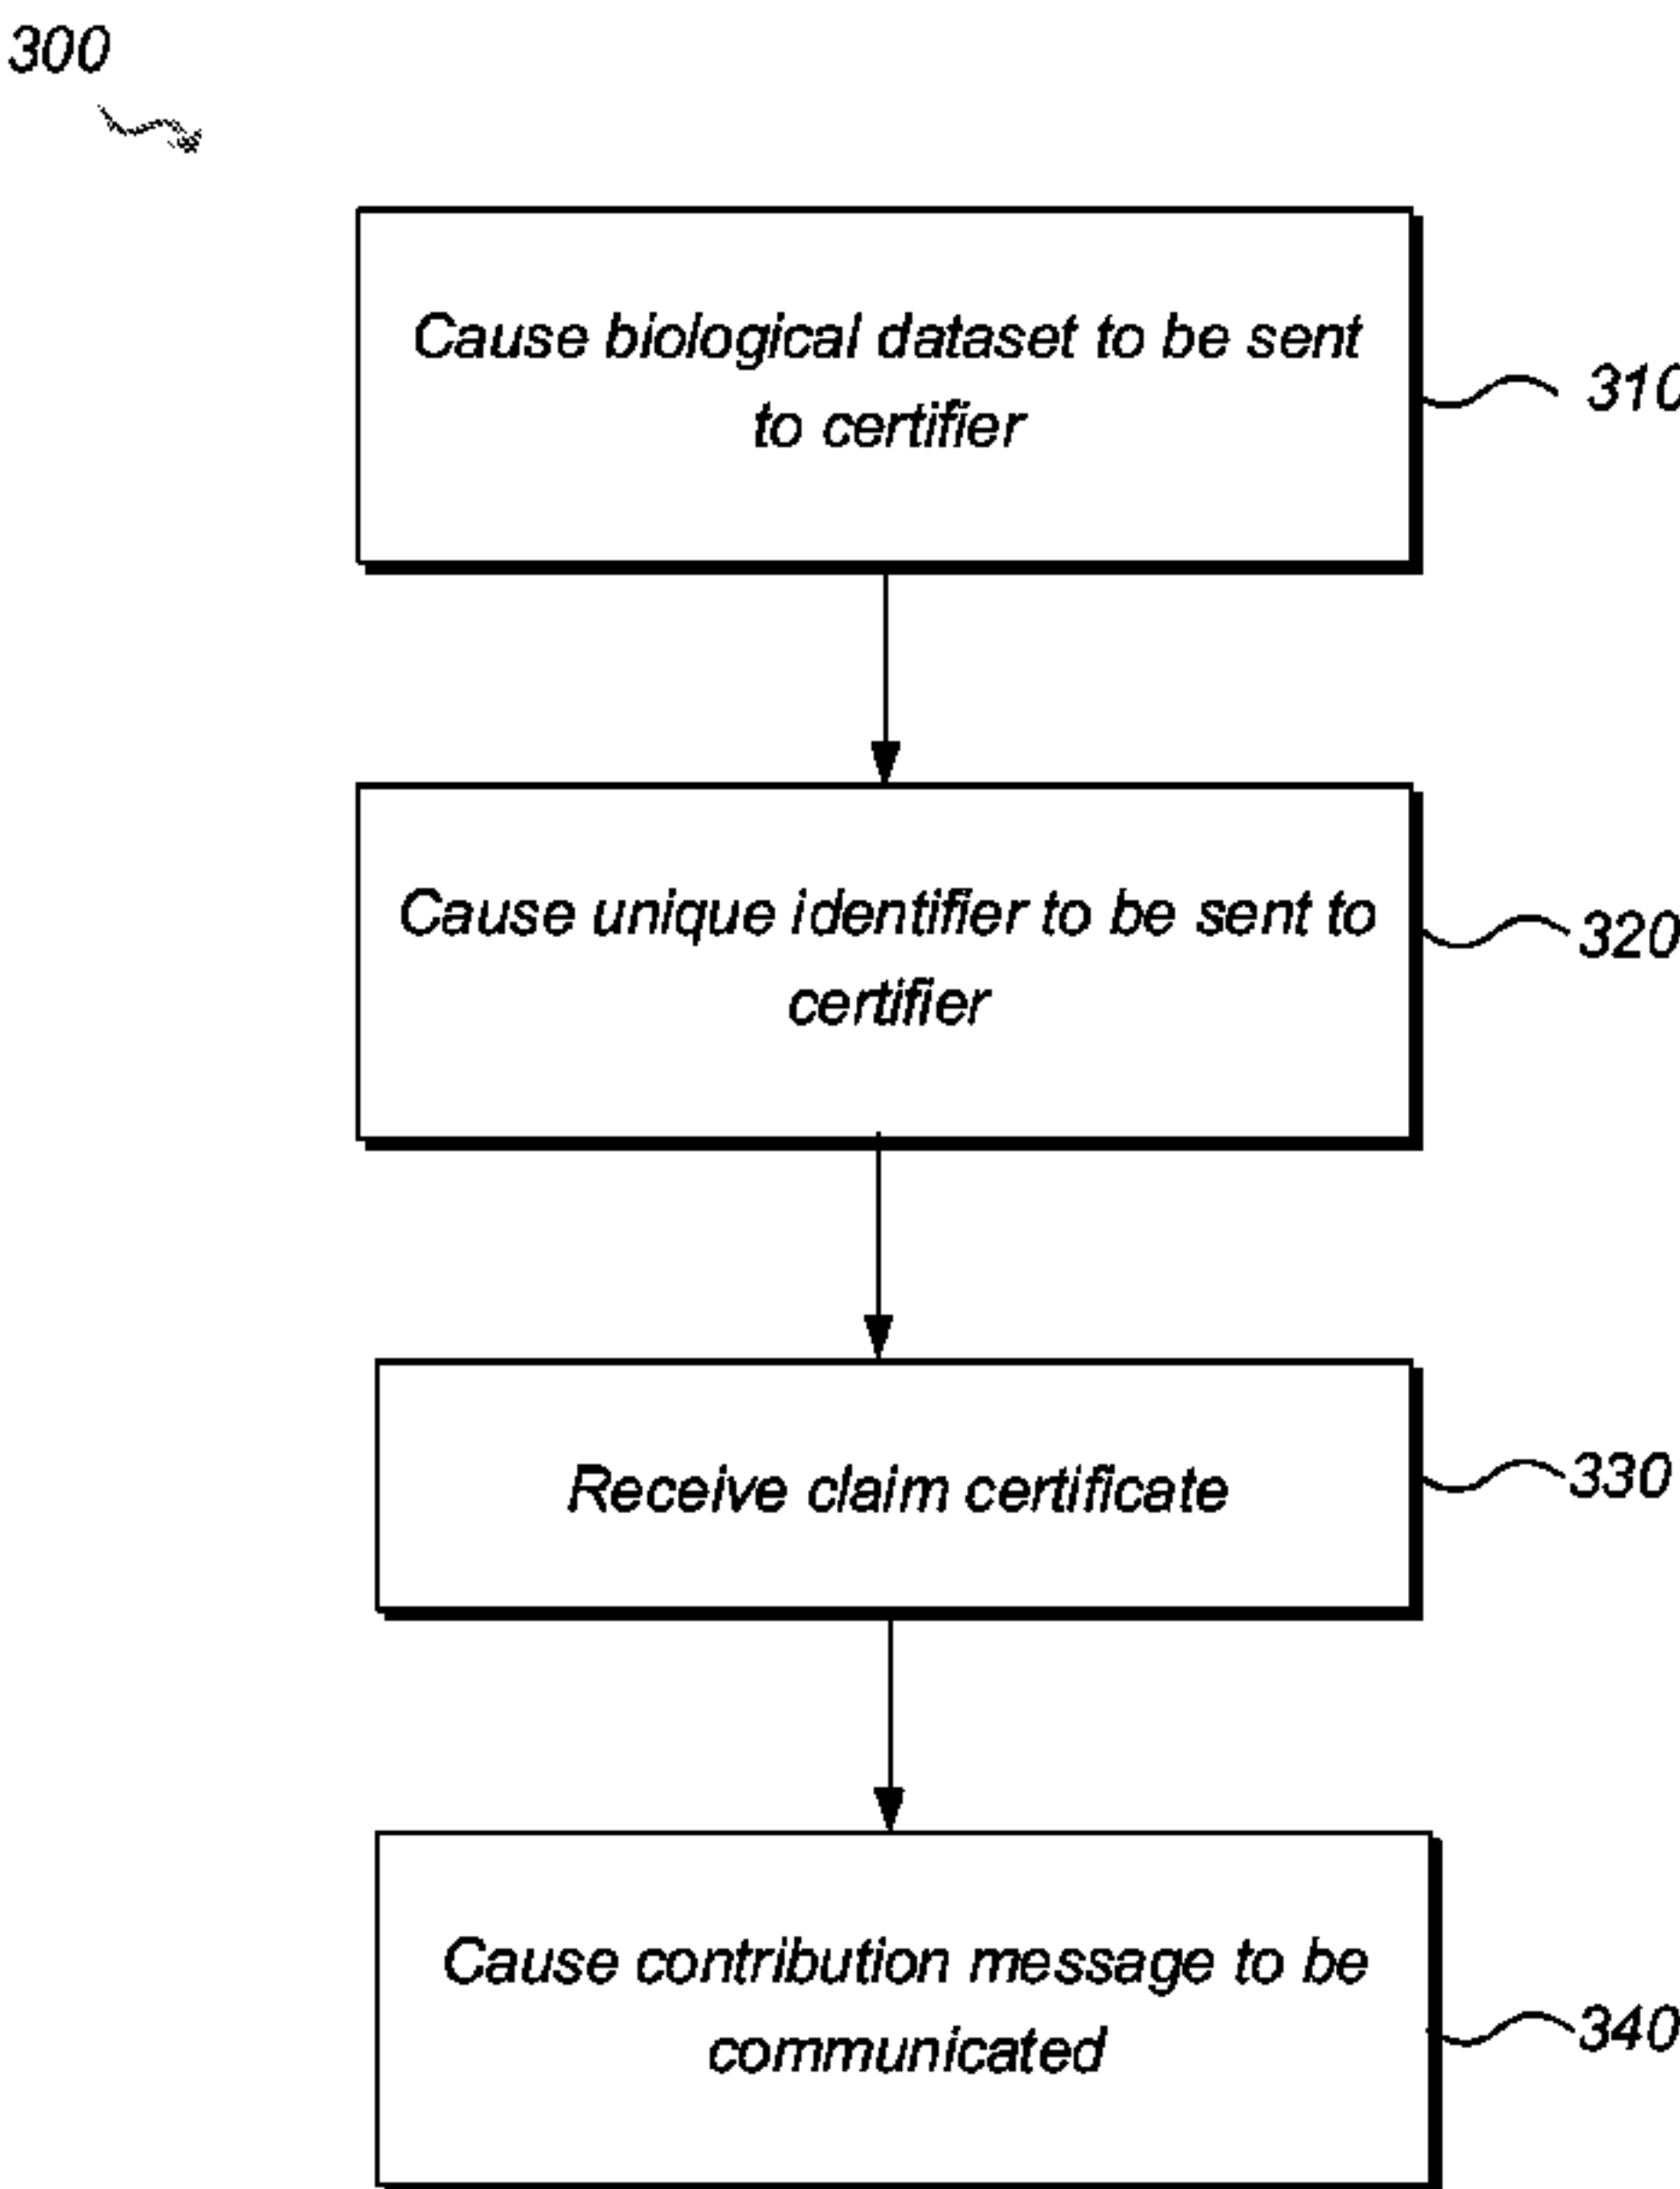 300
Cause biological dataset to be sent
to certifier
310
Cause unique identifier to be sent to
certifier
320
Receive claim certificate
330
Cause contribution message to be
communicated
340